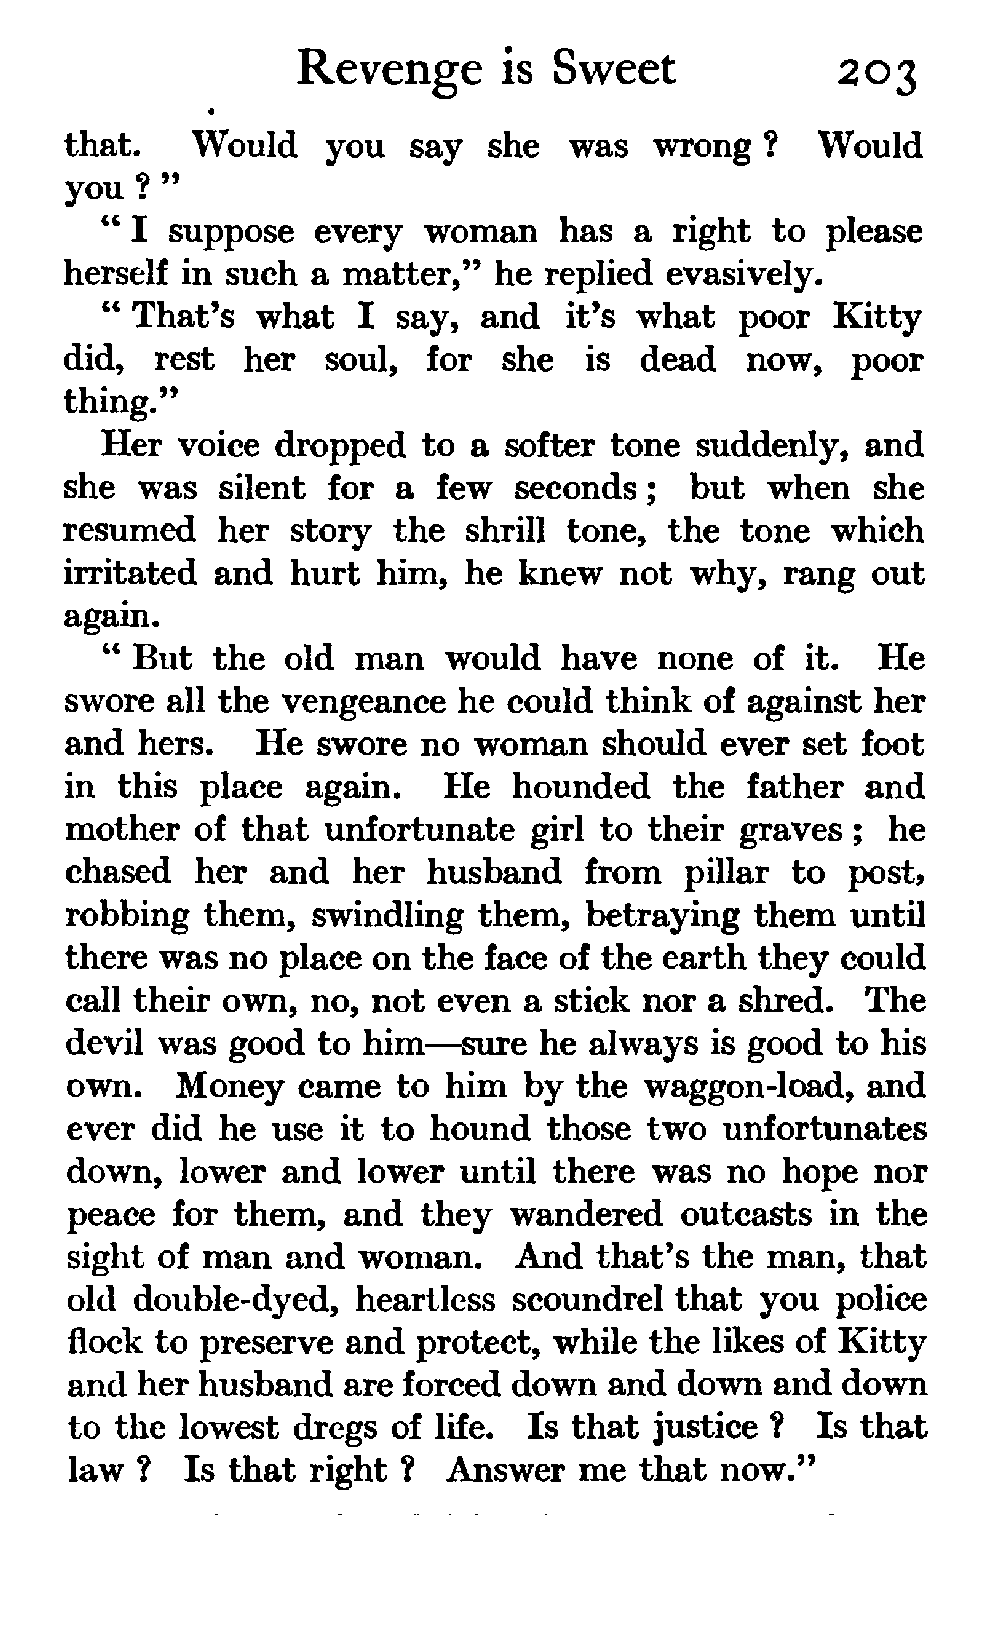 Revenge is Sweet 203
that. Would you say she was wrong ? Would
you ? ”
“ I suppose every woman has a right to please
herself in such a matter,” he replied evasively.
“ That’s what I say, and it’s what poor Kitty
did, rest her soul, for she is dead now, poor
thing.”
Her voice dropped to a softer tone suddenly, and
she was silent for a few seconds ; but when she
resumed her story the shrill tone, the tone which
irritated and hurt him, he knew not why, rang out
again.
“ But the old man would have none of it. He
swore all the vengeance he could think of against her
and hers. He swore no woman should ever set foot
in this place again. He hounded the father and
mother of that unfortunate girl to their graves ; he
chased her and her husband from pillar to post,
robbing them, swindling them, betraying them until
there was no place on the face of the earth they could
call their own, no, not even a stick nor a shred. The
devil was good to him—sure he always is good to his
own. Money came to him by the waggon-load, and
ever did he use it to hound those two unfortunates
down, lower and lower until there was no hope nor
peace for them, and they wandered outcasts in the
sight of man and woman. And that’s the man, that
old double-dyed, heartless scoundrel that you police
flock to preserve and protect, while the likes of Kitty
and her husband are forced down and down and down
to the lowest dregs of life. Is that justice ? Is that
law ? Is that right ? Answer me that now.”